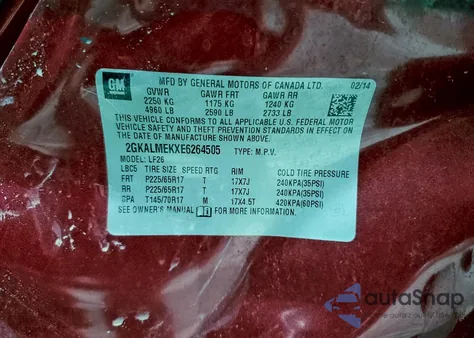 GM
MFD BY GENERAL MOTORS OF CANADA LTD. 02/14
GVWR GAWR FRT GAWR RR
2250 KG 1175 KG 1240 KG
4960 LB 2590 LB 2733 LB
THIS VEHICLE CONFORMS TO ALL APPLICABLE U.S. FEDERAL MOTOR
VEHICLE SAFETY, BUMPER, AND THEFT PREVENTION STANDARDS IN EFFECT
ON THE DATE OF MANUFACTURE SHOWN ABOVE.
2GKALMEKXE6264505 TYPE: M.P.V.
MODEL: LF26
LBC5 TIRE SIZE SPEED RTG RIM COLD TIRE PRESSURE
FRT P225/65R17 T 17X7J 240KPA(35PSI)
RR P225/65R17 T 17X7J 240KPA(35PSI)
SPA T145/70R17 M 17X4.5T 420KPA(60PSI)
SEE OWNER'S MANUAL FOR MORE INFORMATION.
autoSnap